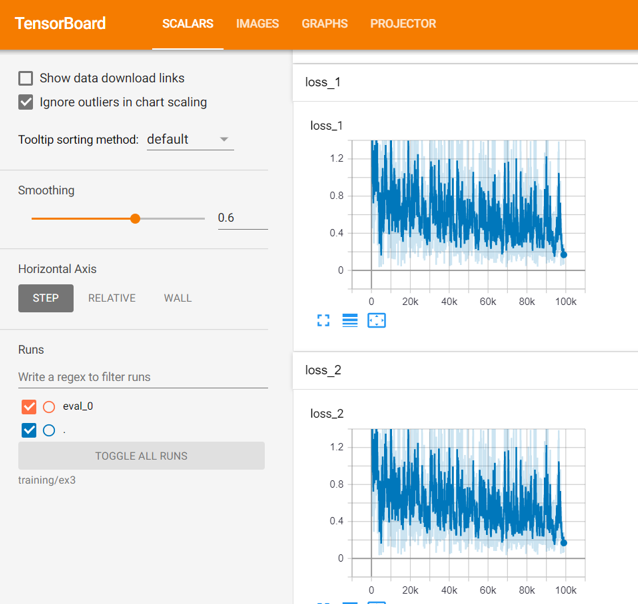 TensorBoard SCALARS IMAGES GRAPHS PROJECTOR
Show data download links
Ignore outliers in chart scaling
Tooltip sorting method: default
Smoothing
0.6
Horizontal Axis
STEP RELATIVE WALL
Runs
Write a regex to filter runs
eval_0
.
TOGGLE ALL RUNS
training/ex3
loss_1
loss_1
1.2
0.8
0.4
0
0 20k 40k 60k 80k 100k
loss_2
loss_2
1.2
0.8
0.4
0
0 20k 40k 60k 80k 100k